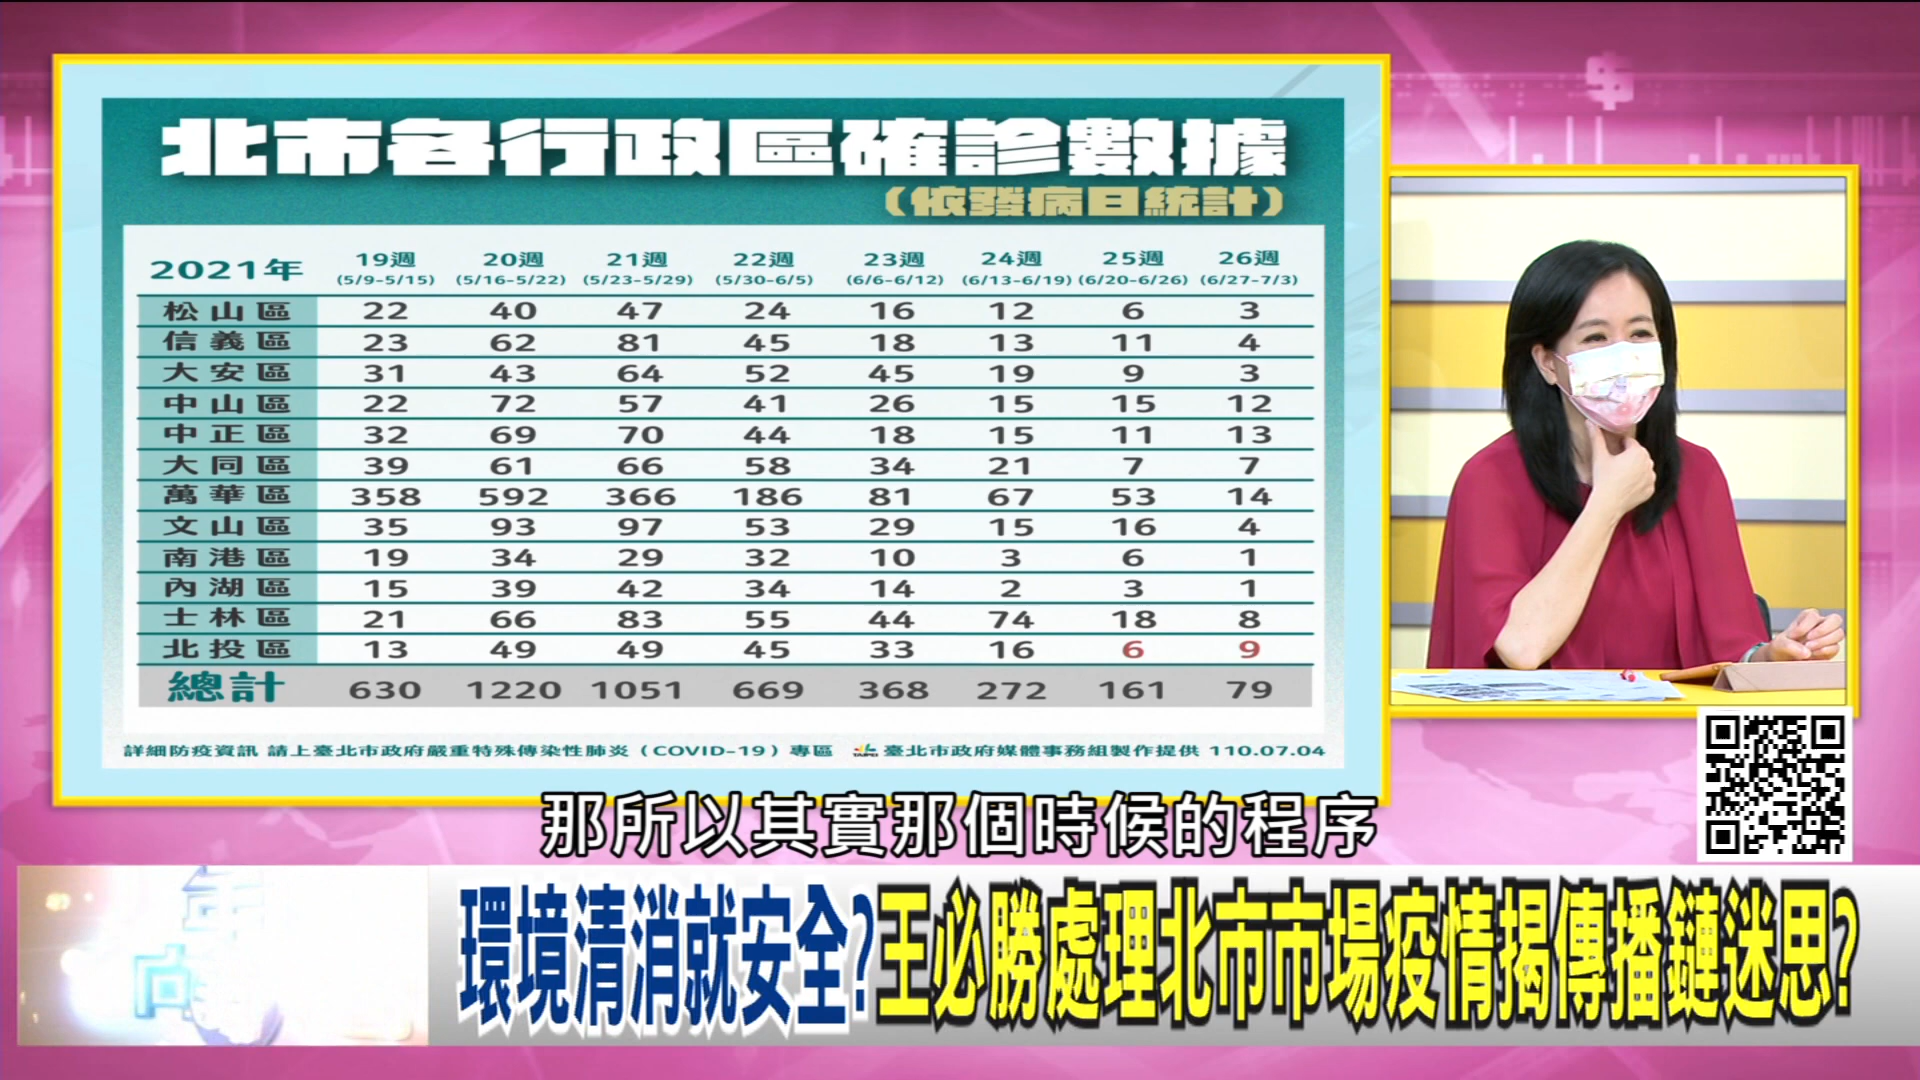 北市各行政區確診數據
（依發病日統計）
2021年 19週 20週 21週 22週 23週 24週 25週 26週
(5/9-5/15) (5/16-5/22) (5/23-5/29) (5/30-6/5) (6/6-6/12) (6/13-6/19) (6/20-6/26) (6/27-7/3)
松山區 22 40 47 24 16 12 6 3
信義區 23 62 81 45 18 13 11 4
大安區 31 43 64 52 45 19 9 3
中山區 22 72 57 41 26 15 15 12
中正區 32 69 70 44 18 15 11 13
大同區 39 61 66 58 34 21 7 7
萬華區 358 592 366 186 81 67 53 14
文山區 35 93 97 53 29 15 16 4
南港區 19 34 29 32 10 3 6 1
內湖區 15 39 42 34 14 2 3 1
士林區 21 66 83 55 44 74 18 8
北投區 13 49 49 45 33 16 6 9
總計 630 1220 1051 669 368 272 161 79
詳細防疫資訊 請上臺北市政府嚴重特殊傳染性肺炎（COVID-19）專區 TAIPEI 臺北市政府媒體事務組製作提供 110.07.04
那所以其實那個時候的程序
環境清消就安全?王必勝處理北市市場疫情揭傳播鏈迷思?